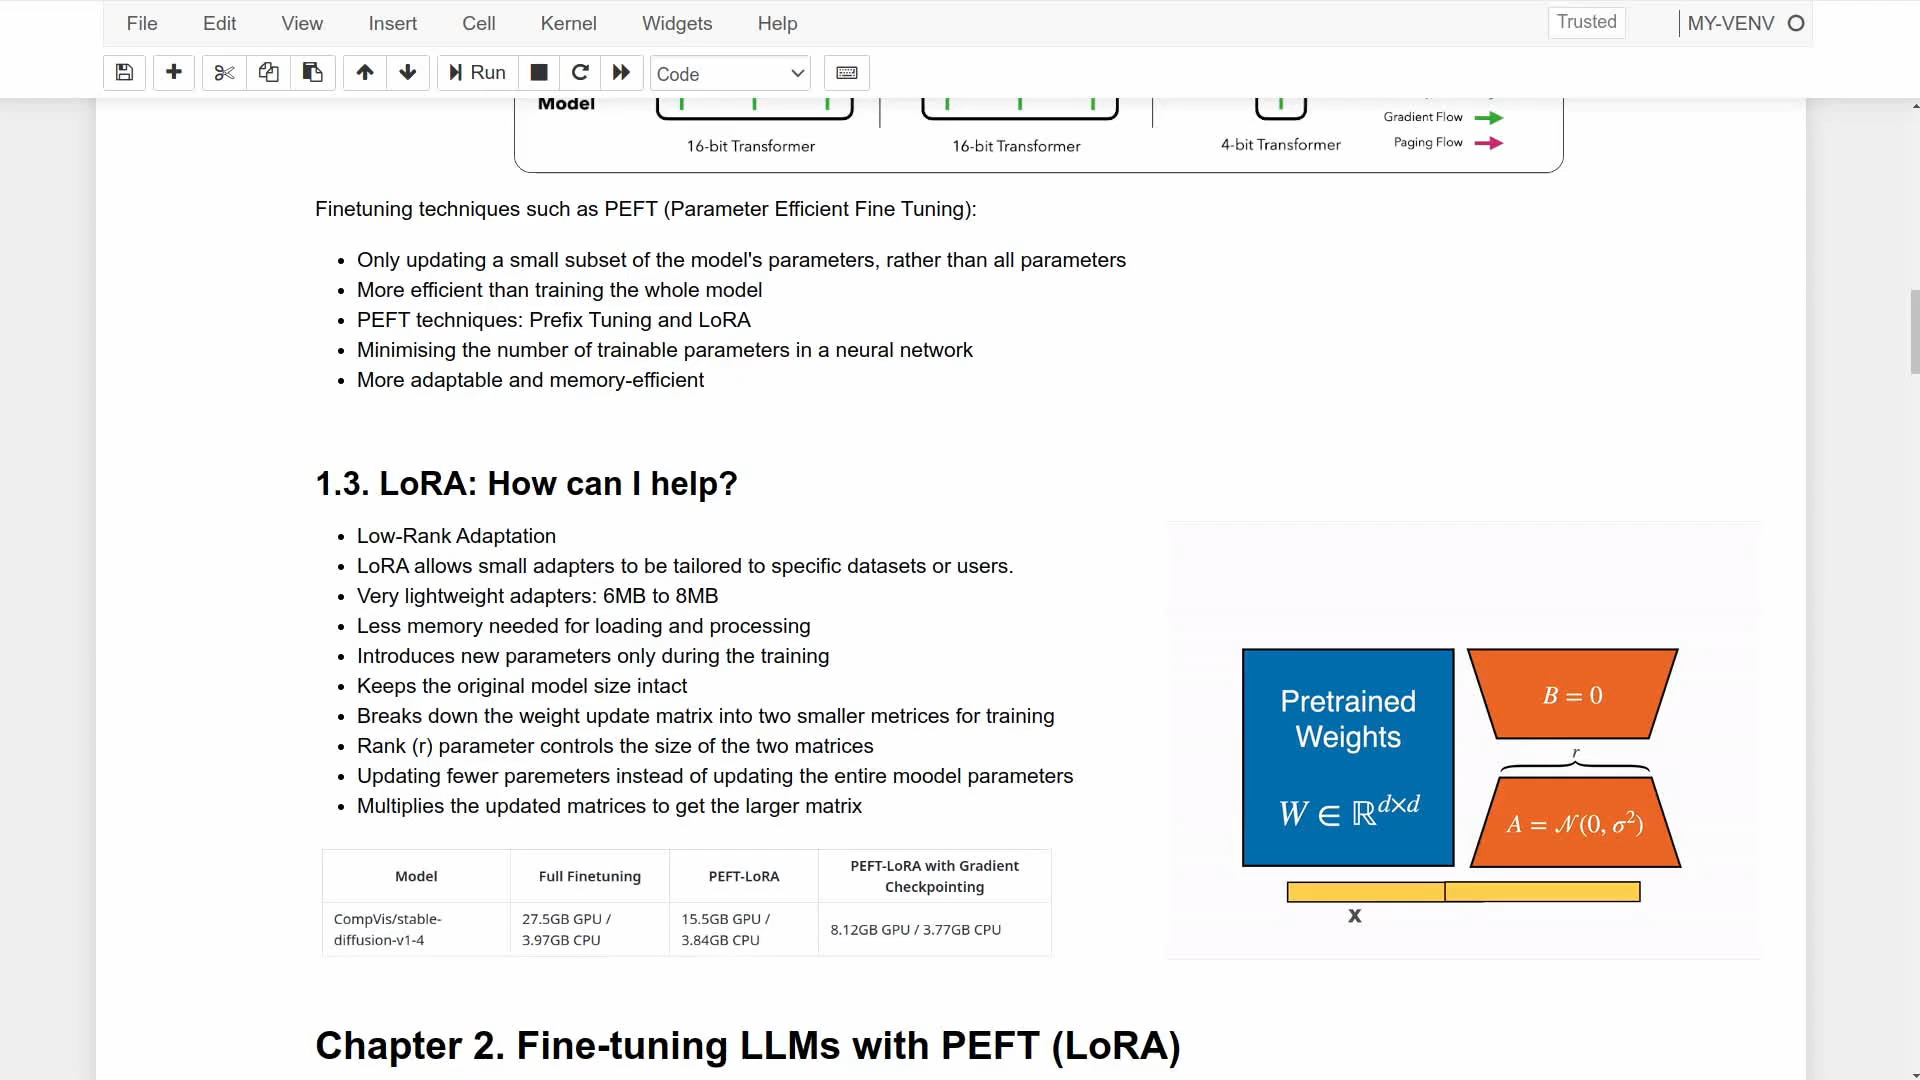 File Edit View Insert Cell Kernel Widgets Help
Trusted
MY-VENV
Run
Code
Model
Gradient Flow
Paging Flow
16-bit Transformer
16-bit Transformer
4-bit Transformer
Finetuning techniques such as PEFT (Parameter Efficient Fine Tuning):
• Only updating a small subset of the model's parameters, rather than all parameters
• More efficient than training the whole model
• PEFT techniques: Prefix Tuning and LoRA
• Minimising the number of trainable parameters in a neural network
• More adaptable and memory-efficient
1.3. LoRA: How can I help?
• Low-Rank Adaptation
• LoRA allows small adapters to be tailored to specific datasets or users.
• Very lightweight adapters: 6MB to 8MB
• Less memory needed for loading and processing
• Introduces new parameters only during the training
• Keeps the original model size intact
• Breaks down the weight update matrix into two smaller metrices for training
• Rank (r) parameter controls the size of the two matrices
• Updating fewer paremeters instead of updating the entire moodel parameters
• Multiplies the updated matrices to get the larger matrix
Pretrained
Weights
W ∈ ℝ^{d×d}
B = 0
r
A = 𝒩(0, σ²)
x
Model
Full Finetuning
PEFT-LoRA
PEFT-LoRA with Gradient
Checkpointing
CompVis/stable-
diffusion-v1-4
27.5GB GPU /
3.97GB CPU
15.5GB GPU /
3.84GB CPU
8.12GB GPU / 3.77GB CPU
Chapter 2. Fine-tuning LLMs with PEFT (LoRA)